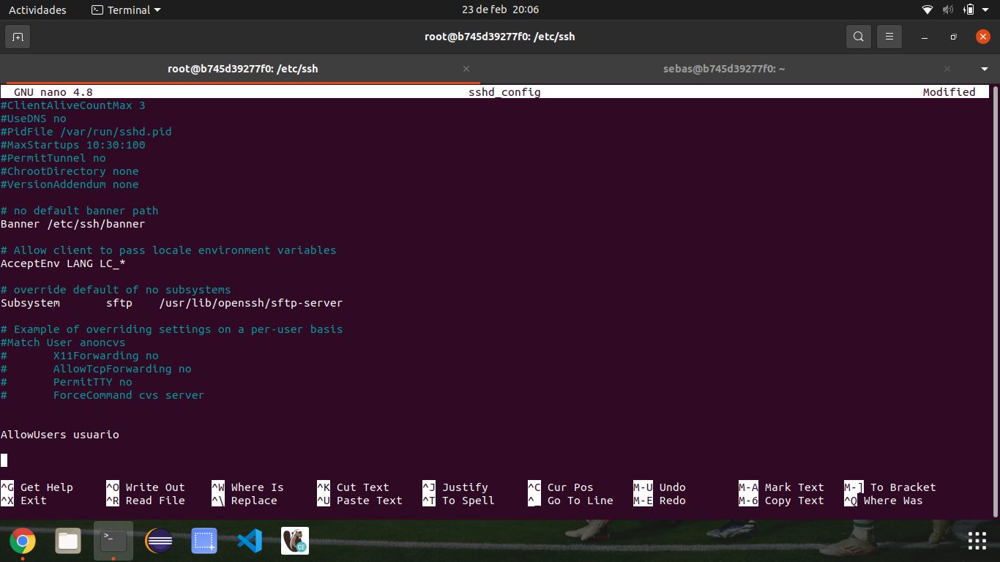 Actividades Terminal 23 de feb 20:06
root@b745d39277f0: /etc/ssh
root@b745d39277f0: /etc/ssh sebas@b745d39277f0: ~
GNU nano 4.8 sshd_config Modified
#ClientAliveCountMax 3
#UseDNS no
#PidFile /var/run/sshd.pid
#MaxStartups 10:30:100
#PermitTunnel no
#ChrootDirectory none
#VersionAddendum none
# no default banner path
Banner /etc/ssh/banner
# Allow client to pass locale environment variables
AcceptEnv LANG LC_*
# override default of no subsystems
Subsystem sftp /usr/lib/openssh/sftp-server
# Example of overriding settings on a per-user basis
#Match User anoncvs
# X11Forwarding no
# AllowTcpForwarding no
# PermitTTY no
# ForceCommand cvs server
AllowUsers usuario
^G Get Help ^O Write Out ^W Where Is ^K Cut Text ^J Justify ^C Cur Pos M-U Undo M-A Mark Text M-] To Bracket
^X Exit ^R Read File ^\ Replace ^U Paste Text ^T To Spell ^_ Go To Line M-E Redo M-6 Copy Text ^Q Where Was
>_
CE